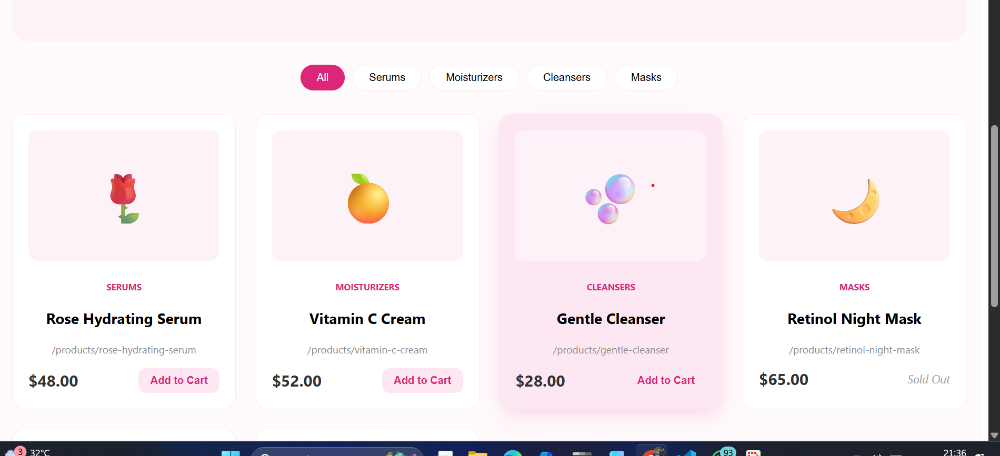 All
Serums
Moisturizers
Cleansers
Masks
SERUMS
Rose Hydrating Serum
/products/rose-hydrating-serum
$48.00
Add to Cart
MOISTURIZERS
Vitamin C Cream
/products/vitamin-c-cream
$52.00
Add to Cart
CLEANSERS
Gentle Cleanser
/products/gentle-cleanser
$28.00
Add to Cart
MASKS
Retinol Night Mask
/products/retinol-night-mask
$65.00
Sold Out
3
32°C
93
21:36